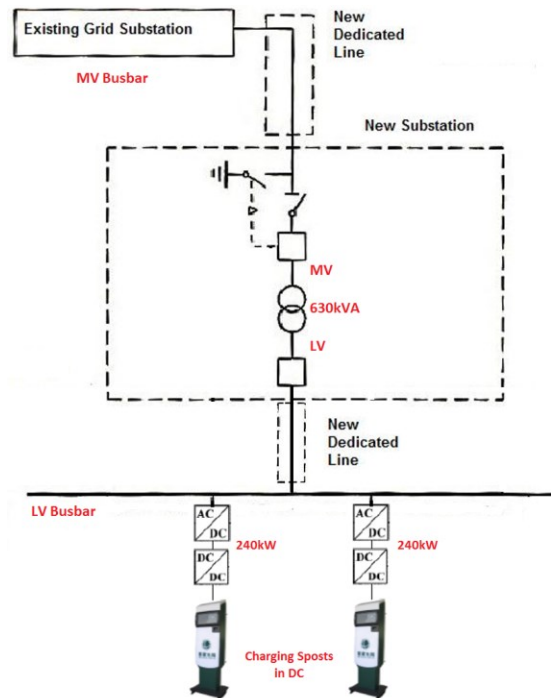 Existing Grid Substation
MV Busbar
New
Dedicated
Line
New Substation
MV
630kVA
LV
New
Dedicated
Line
LV Busbar
AC
DC
240kW
DC
DC
AC
DC
240kW
DC
DC
Charging Sposts
in DC